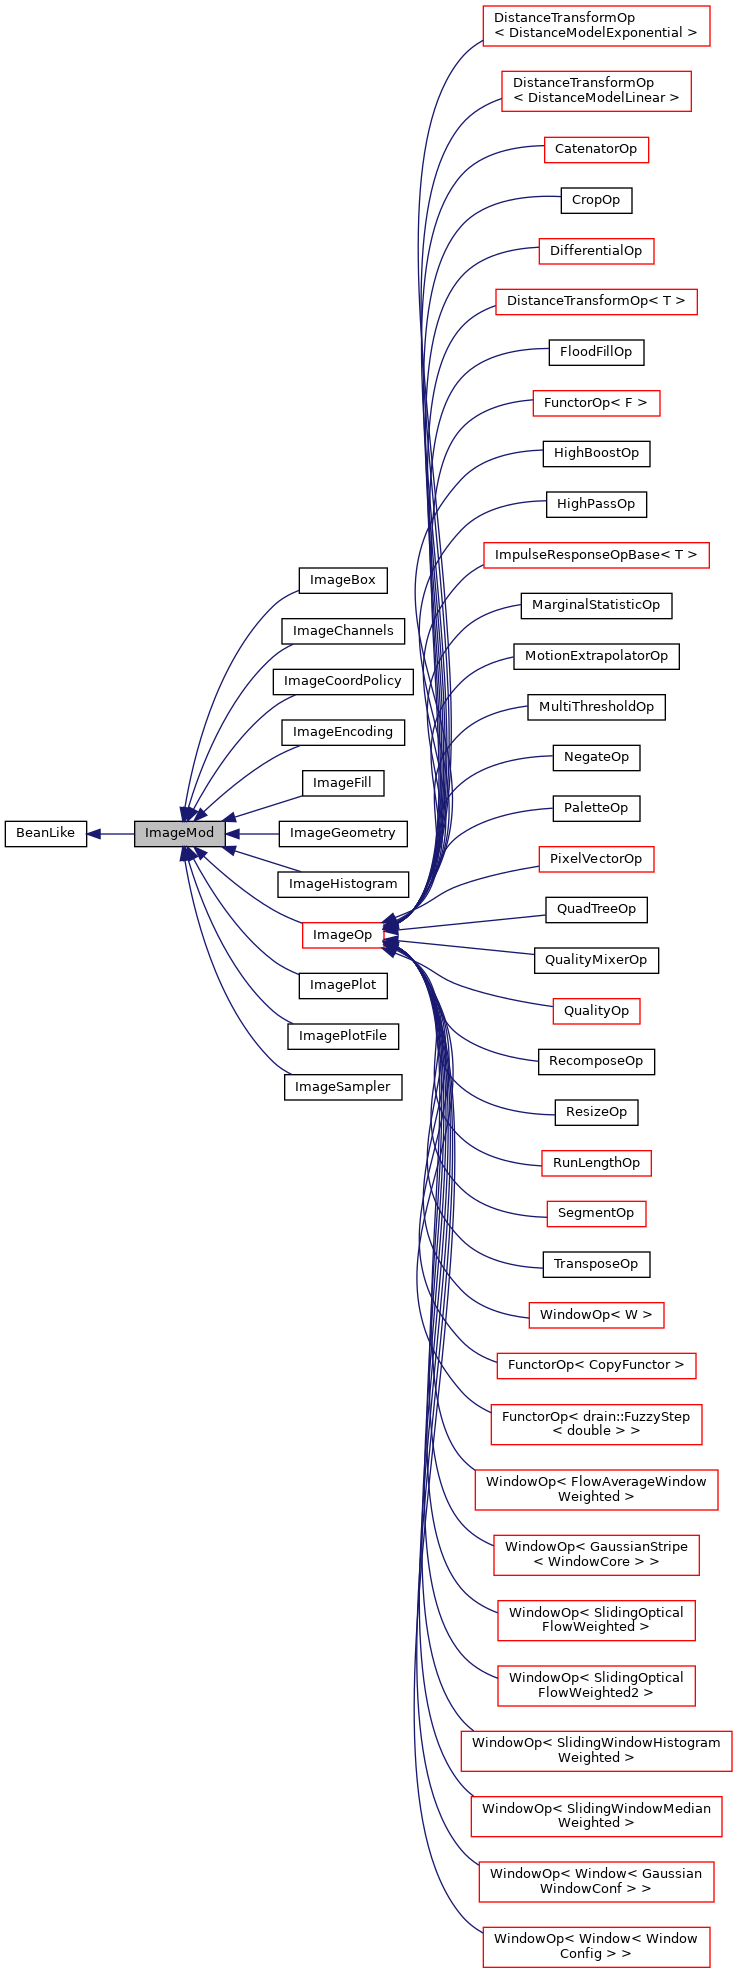 BeanLike
ImageMod
ImageBox
ImageChannels
ImageCoordPolicy
ImageEncoding
ImageFill
ImageGeometry
ImageHistogram
ImageOp
ImagePlot
ImagePlotFile
ImageSampler
DistanceTransformOp
< DistanceModelExponential >
DistanceTransformOp
< DistanceModelLinear >
CatenatorOp
CropOp
DifferentialOp
DistanceTransformOp< T >
FloodFillOp
FunctorOp< F >
HighBoostOp
HighPassOp
ImpulseResponseOpBase< T >
MarginalStatisticOp
MotionExtrapolatorOp
MultiThresholdOp
NegateOp
PaletteOp
PixelVectorOp
QuadTreeOp
QualityMixerOp
QualityOp
RecomposeOp
ResizeOp
RunLengthOp
SegmentOp
TransposeOp
WindowOp< W >
FunctorOp< CopyFunctor >
FunctorOp< drain::FuzzyStep
< double > >
WindowOp< FlowAverageWindow
Weighted >
WindowOp< GaussianStripe
< WindowCore > >
WindowOp< SlidingOptical
FlowWeighted >
WindowOp< SlidingOptical
FlowWeighted2 >
WindowOp< SlidingWindowHistogram
Weighted >
WindowOp< SlidingWindowMedian
Weighted >
WindowOp< Window< Gaussian
WindowConf > >
WindowOp< Window< Window
Config > >